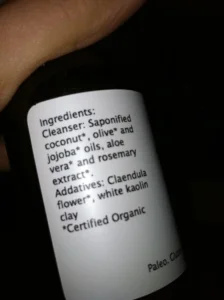 Ingredients:
Cleanser: Saponified
coconut*, olive* and
jojoba* oils, aloe
vera* and rosemary
extract*.
Addatives: Claendula
flower*, white kaolin
clay
*Certified Organic
Paleo.